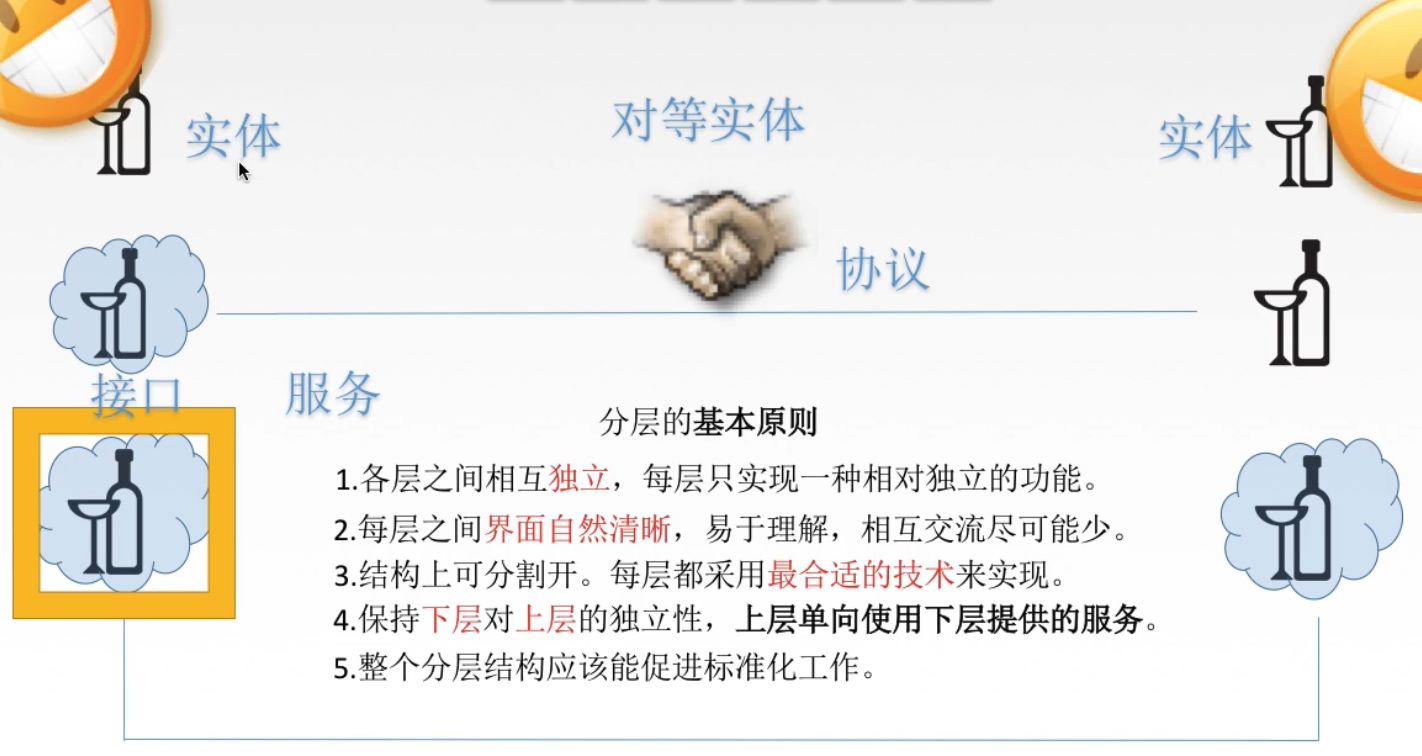 对等实体
实体
实体
协议
接口
服务
分层的基本原则
1.各层之间相互独立，每层只实现一种相对独立的功能。
2.每层之间界面自然清晰，易于理解，相互交流尽可能少。
3.结构上可分割开。每层都采用最合适的技术来实现。
4.保持下层对上层的独立性，上层单向使用下层提供的服务。
5.整个分层结构应该能促进标准化工作。